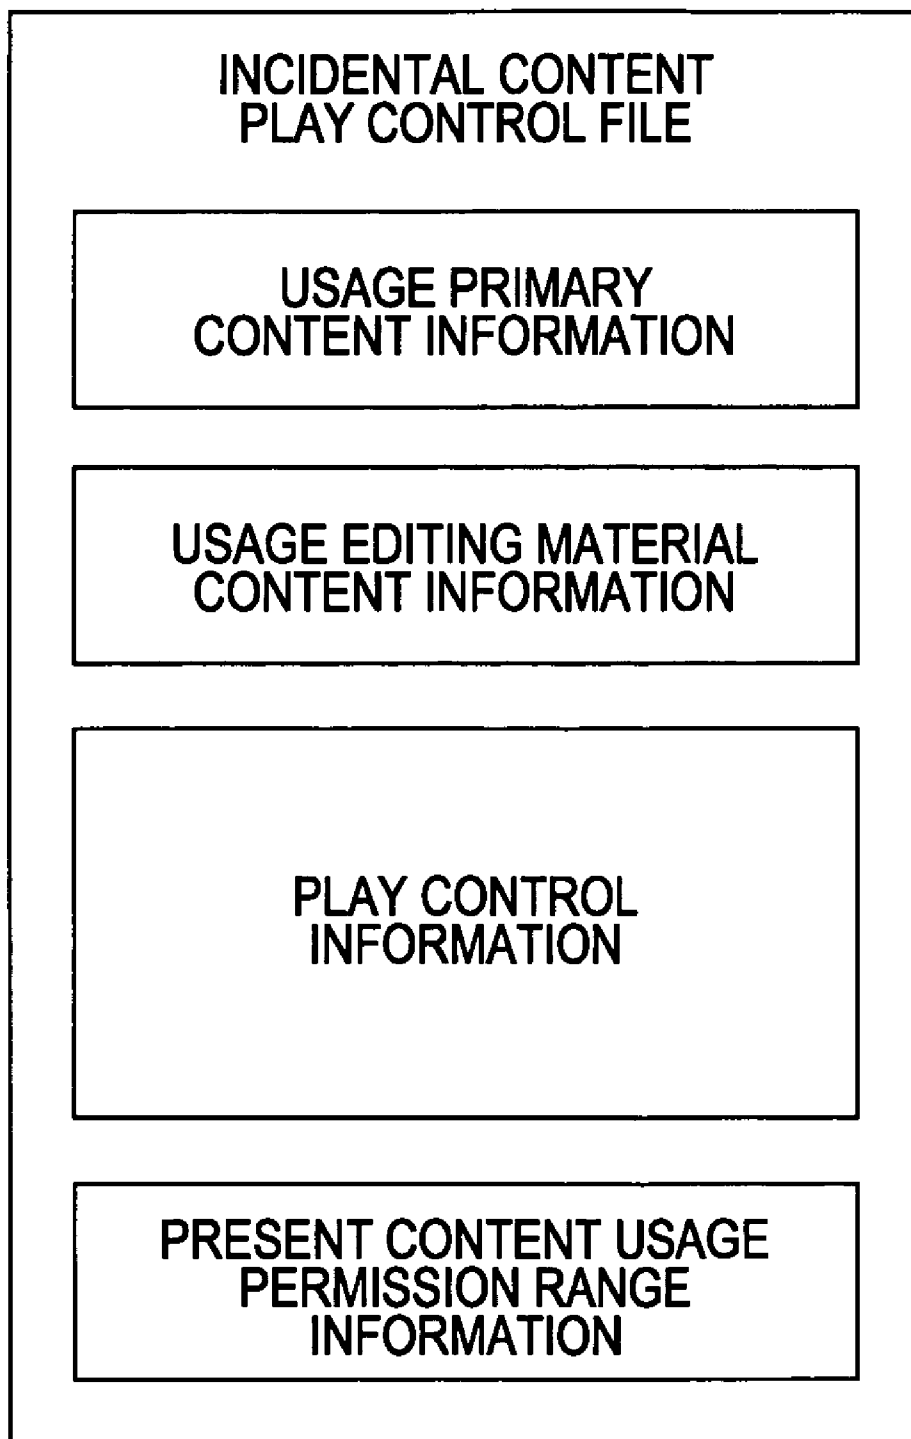 INCIDENTAL CONTENT
PLAY CONTROL FILE
USAGE PRIMARY
CONTENT INFORMATION
USAGE EDITING MATERIAL
CONTENT INFORMATION
PLAY CONTROL
INFORMATION
PRESENT CONTENT USAGE
PERMISSION RANGE
INFORMATION